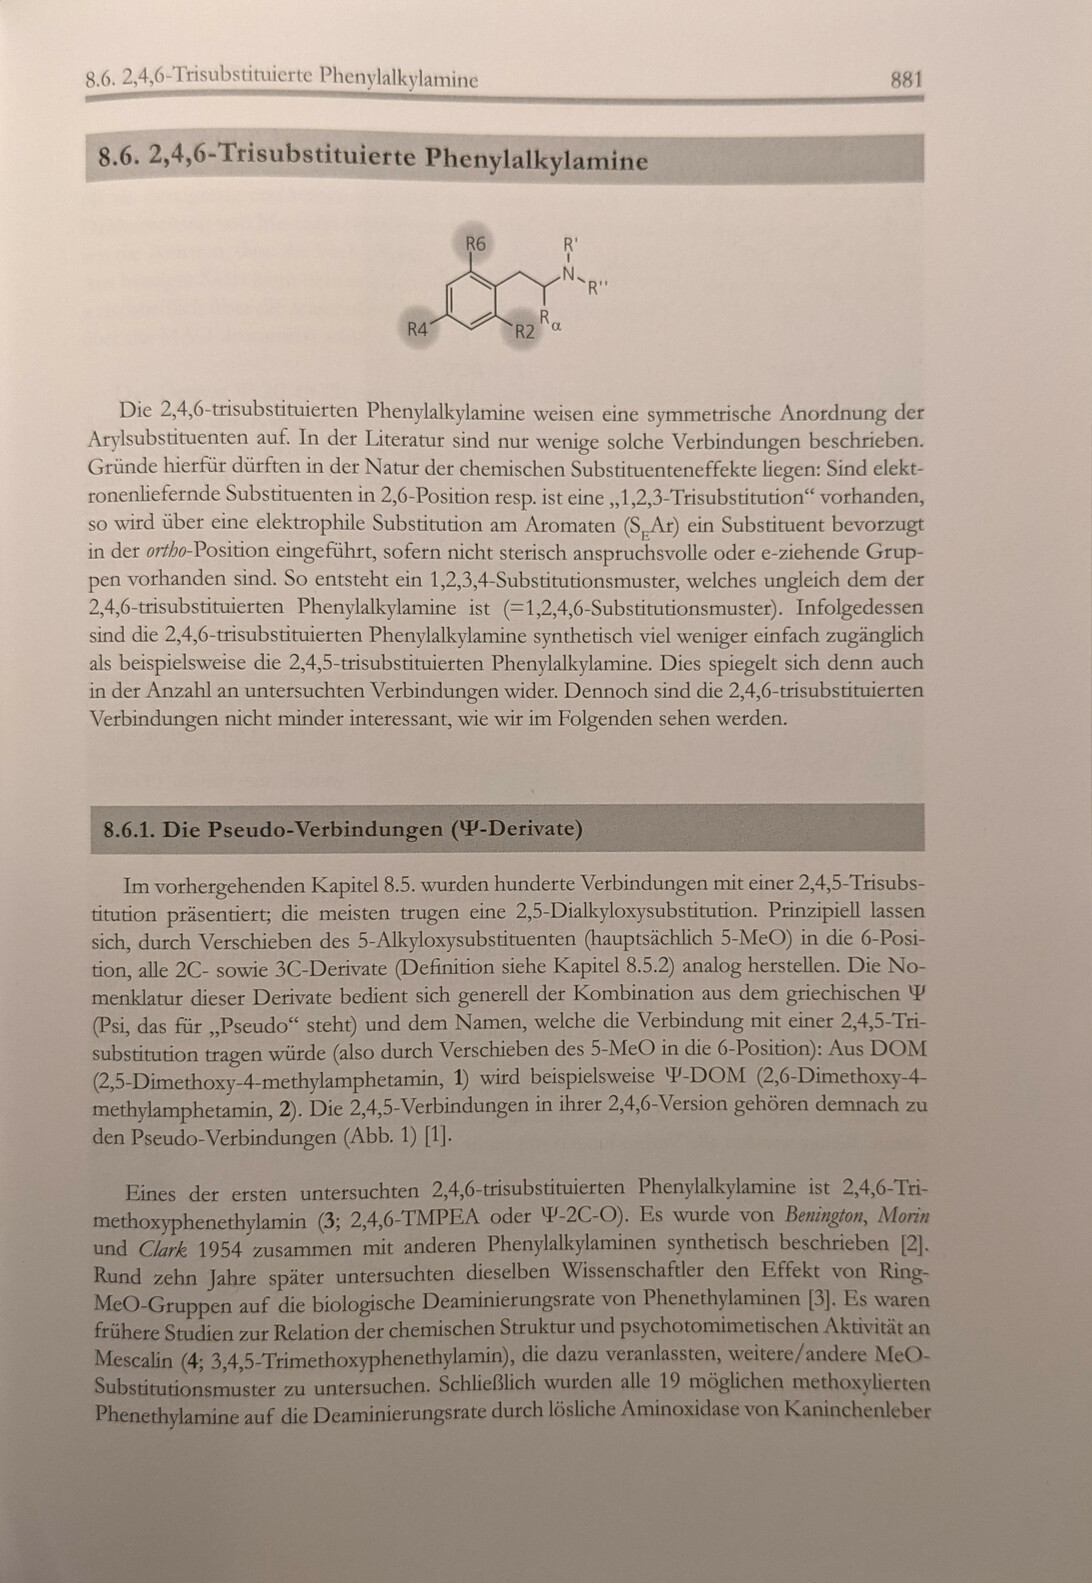 8.6. 2,4,6-Trisubstituierte Phenylalkylamine 881
8.6. 2,4,6-Trisubstituierte Phenylalkylamine
R6
R'
N
R''
R4
R2
Rα
Die 2,4,6-trisubstituierten Phenylalkylamine weisen eine symmetrische Anordnung der
Arylsubstituenten auf. In der Literatur sind nur wenige solche Verbindungen beschrieben.
Gründe hierfür dürften in der Natur der chemischen Substituenteneffekte liegen: Sind elekt-
ronenliefernde Substituenten in 2,6-Position resp. ist eine „1,2,3-Trisubstitution“ vorhanden,
so wird über eine elektrophile Substitution am Aromaten (SEAr) ein Substituent bevorzugt
in der ortho-Position eingeführt, sofern nicht sterisch anspruchsvolle oder e-ziehende Grup-
pen vorhanden sind. So entsteht ein 1,2,3,4-Substitutionsmuster, welches ungleich dem der
2,4,6-trisubstituierten Phenylalkylamine ist (=1,2,4,6-Substitutionsmuster). Infolgedessen
sind die 2,4,6-trisubstituierten Phenylalkylamine synthetisch viel weniger einfach zugänglich
als beispielsweise die 2,4,5-trisubstituierten Phenylalkylamine. Dies spiegelt sich denn auch
in der Anzahl an untersuchten Verbindungen wider. Dennoch sind die 2,4,6-trisubstituierten
Verbindungen nicht minder interessant, wie wir im Folgenden sehen werden.
8.6.1. Die Pseudo-Verbindungen (Ψ-Derivate)
Im vorhergehenden Kapitel 8.5. wurden hunderte Verbindungen mit einer 2,4,5-Trisubs-
titution präsentiert; die meisten trugen eine 2,5-Dialkyloxysubstitution. Prinzipiell lassen
sich, durch Verschieben des 5-Alkyloxysubstituenten (hauptsächlich 5-MeO) in die 6-Posi-
tion, alle 2C- sowie 3C-Derivate (Definition siehe Kapitel 8.5.2) analog herstellen. Die No-
menklatur dieser Derivate bedient sich generell der Kombination aus dem griechischen Ψ
(Psi, das für „Pseudo“ steht) und dem Namen, welche die Verbindung mit einer 2,4,5-Tri-
substitution tragen würde (also durch Verschieben des 5-MeO in die 6-Position): Aus DOM
(2,5-Dimethoxy-4-methylamphetamin, 1) wird beispielsweise Ψ-DOM (2,6-Dimethoxy-4-
methylamphetamin, 2). Die 2,4,5-Verbindungen in ihrer 2,4,6-Version gehören demnach zu
den Pseudo-Verbindungen (Abb. 1) [1].
Eines der ersten untersuchten 2,4,6-trisubstituierten Phenylalkylamine ist 2,4,6-Tri-
methoxyphenethylamin (3; 2,4,6-TMPEA oder Ψ-2C-O). Es wurde von Benington, Morin
und Clark 1954 zusammen mit anderen Phenylalkylaminen synthetisch beschrieben [2].
Rund zehn Jahre später untersuchten dieselben Wissenschaftler den Effekt von Ring-
MeO-Gruppen auf die biologische Deaminierungsrate von Phenethylaminen [3]. Es waren
frühere Studien zur Relation der chemischen Struktur und psychotomimetischen Aktivität an
Mescalin (4; 3,4,5-Trimethoxyphenethylamin), die dazu veranlassten, weitere/andere MeO-
Substitutionsmuster zu untersuchen. Schließlich wurden alle 19 möglichen methoxylierten
Phenethylamine auf die Deaminierungsrate durch lösliche Aminoxidase von Kaninchenleber